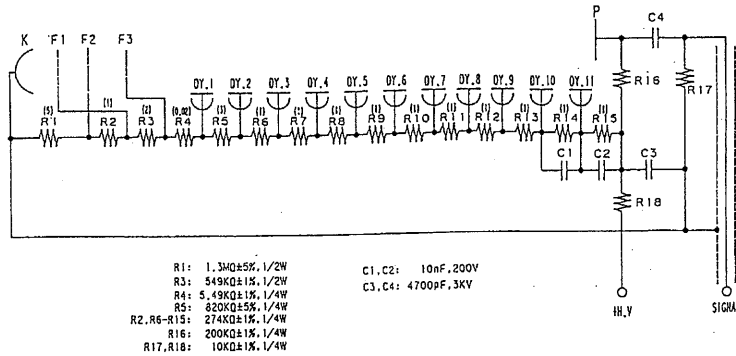 P C4
K F1 F2 F3
R16 R17
DY.1 DY.2 DY.3 DY.4 DY.5 DY.6 DY.7 DY.8 DY.9 DY.10 DY.11
(5) (1) (2) (0.02) (3) (1) (1) (1) (1) (1) (1) (1) (1) (1)
R1 R2 R3 R4 R5 R6 R7 R8 R9 R10 R11 R12 R13 R14 R15
C1 C2 C3
R18
R1: 1.3MΩ±5%,1/2W
R3: 549KΩ±1%,1/2W
R4: 5.49KΩ±1%,1/4W
R5: 820KΩ±5%,1/4W
R2,R6-R15: 274KΩ±1%,1/4W
R16: 200KΩ±1%,1/4W
R17,R18: 10KΩ±1%,1/4W
C1,C2: 10nF,200V
C3,C4: 4700pF,3KV
+H.V
SIGNA